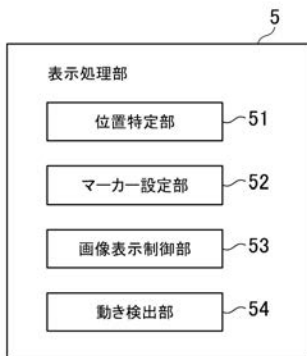 5
表示処理部
位置特定部 51
マーカー設定部 52
画像表示制御部 53
動き検出部 54